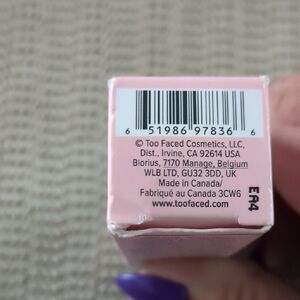 6 51986 97836 6
© Too Faced Cosmetics, LLC,
Dist., Irvine, CA 92614 USA
Blorius, 7170 Manage, Belgium
WLB LTD, GU32 3DD, UK
Made in Canada/
Fabriqué au Canada 3CW6
www.toofaced.com
EA4